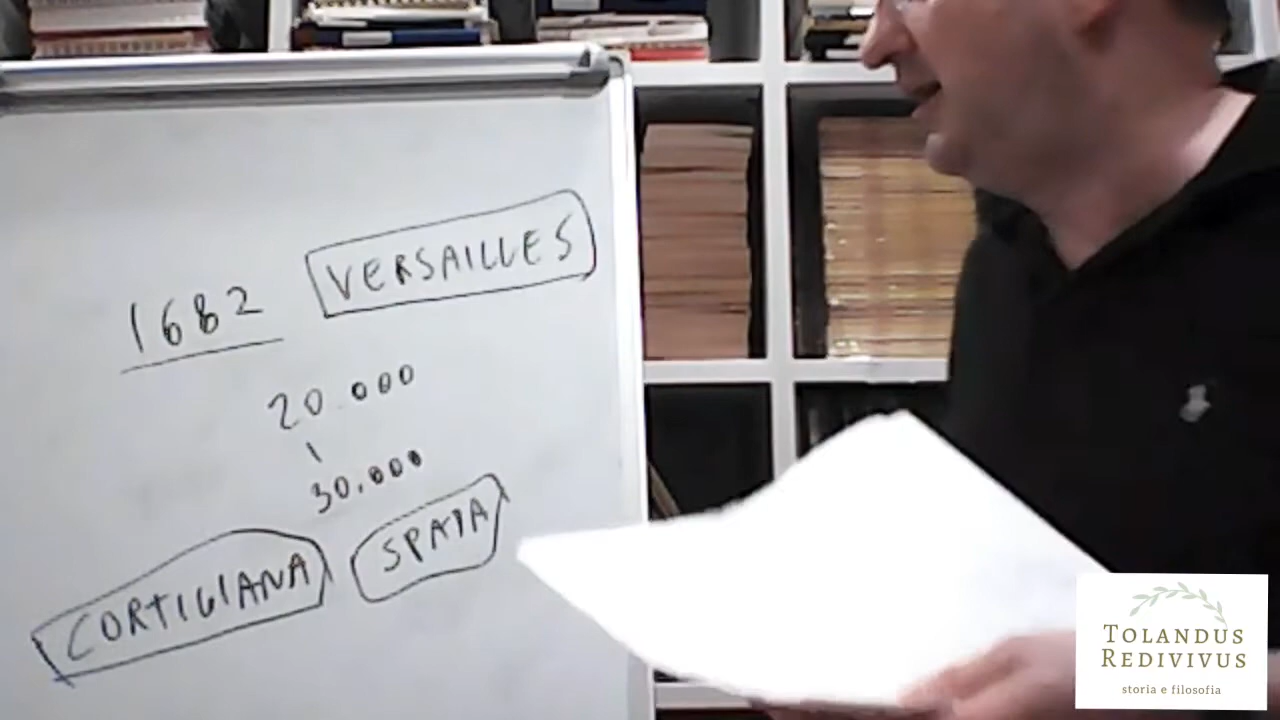 1682 VERSAILLES
20.000
30.000
CORTIGIANA SPADA
TOLANDUS
REDIVIVUS
storia e filosofia